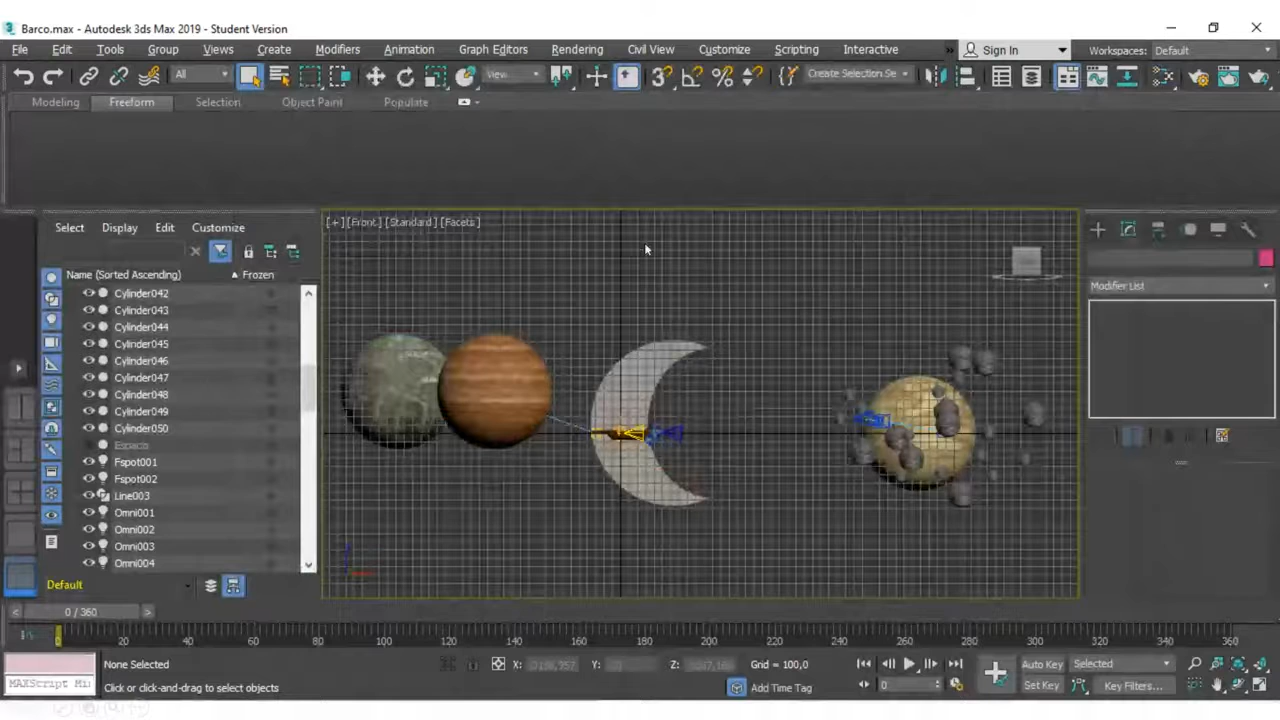 Barco.max - Autodesk 3ds Max 2019 - Student Version
File Edit Tools Group Views Create Modifiers Animation Graph Editors Rendering Civil View Customize Scripting Interactive » Sign In Workspaces: Default
All View Create Selection Se
Modeling Freeform Selection Object Paint Populate
[+] [Front] [Standard] [Facets]
Select Display Edit Customize
Name (Sorted Ascending) ▲ Frozen
Modifier List
Cylinder042
Cylinder043
Cylinder044
Cylinder045
Cylinder046
Cylinder047
Cylinder048
Cylinder049
Cylinder050
Fspot001
Fspot002
Line003
Omni001
Omni002
Omni003
Omni004
Default
< 0 / 360 >
0 20 40 60 80 100 120 140 160 180 200 220 240 260 280 300 320 340 360
None Selected X: Y: Z: Grid = 100,0 Auto Key Selected
MAXScript Mi: Click or click-and-drag to select objects Add Time Tag 0 Set Key Key Filters...